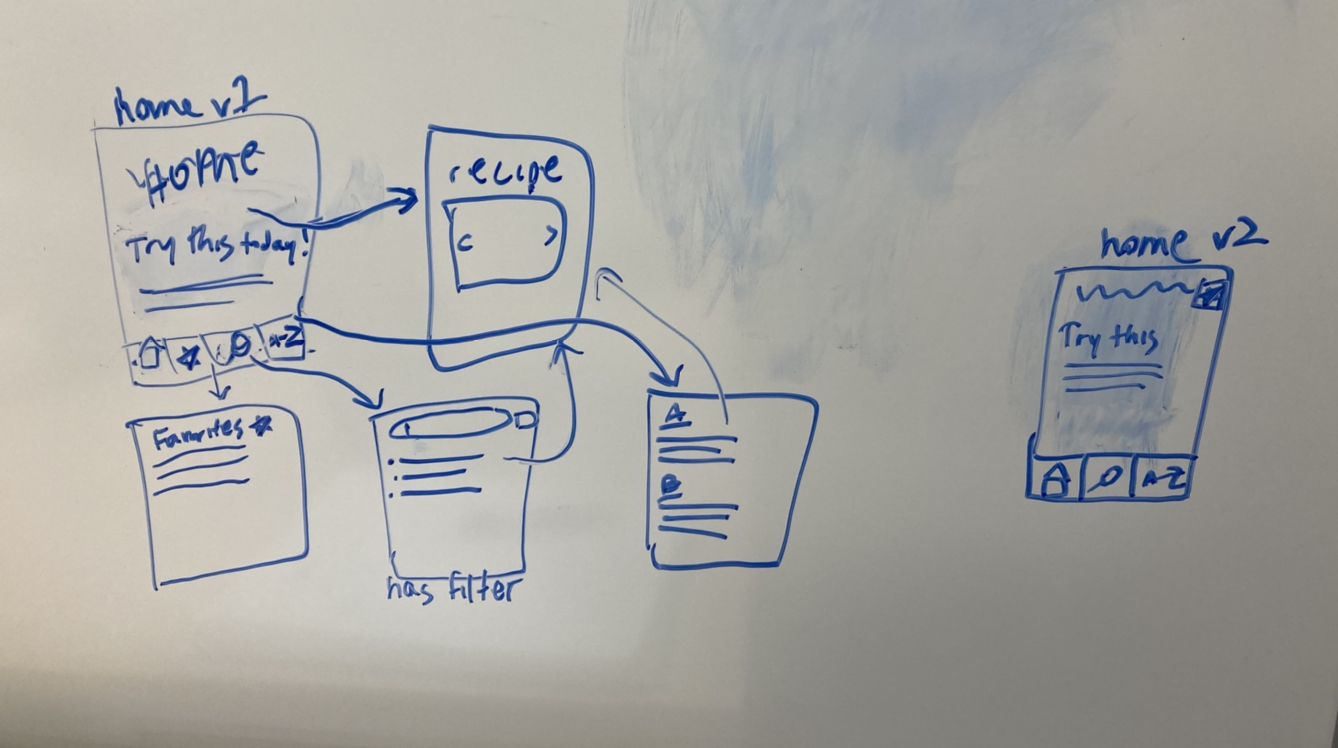 home v1
HOME
Try this today!
A-Z
recipe
< >
Favorites
has filter
A
B
home v2
Try this
A-Z